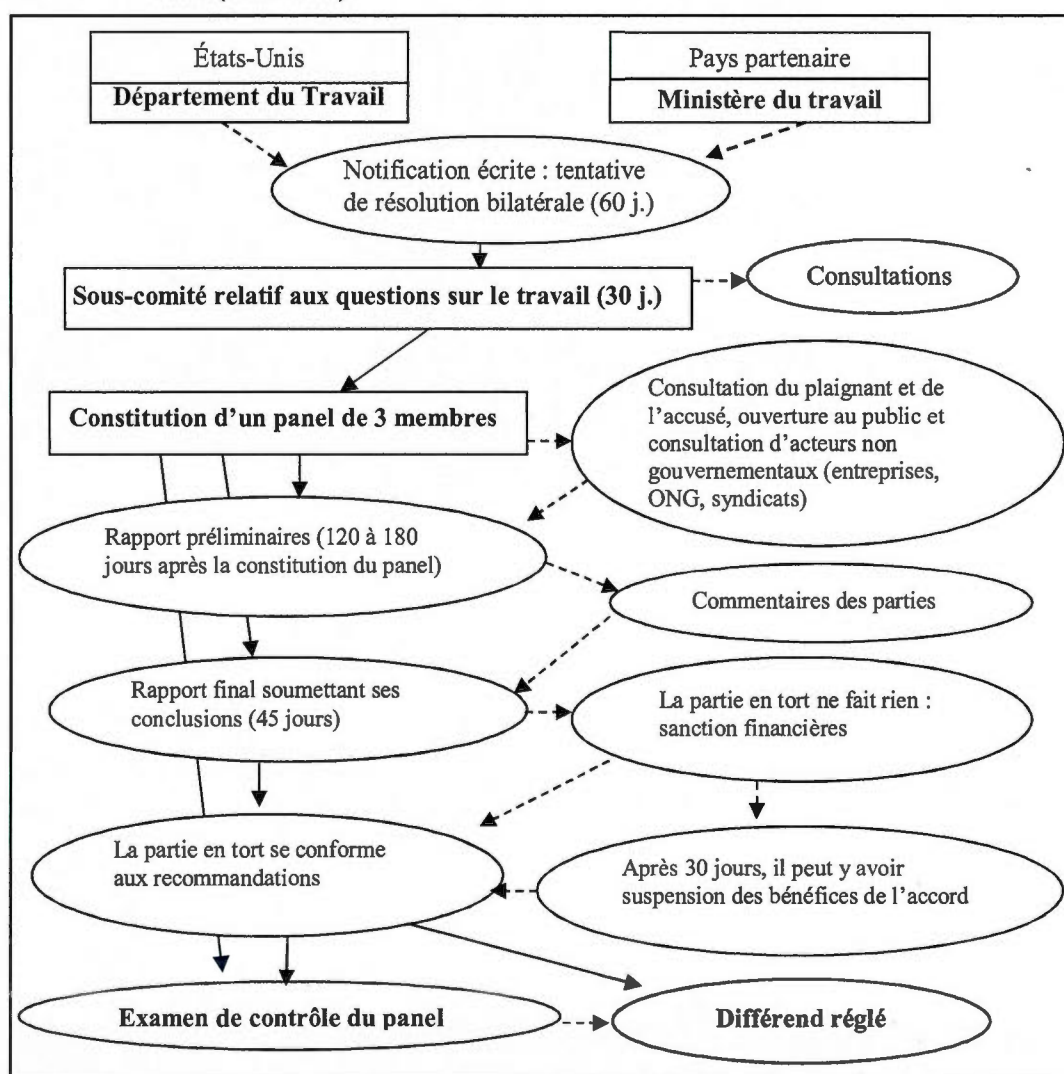 États-Unis
Département du Travail
Pays partenaire
Ministère du travail
Notification écrite : tentative
de résolution bilatérale (60 j.)
Sous-comité relatif aux questions sur le travail (30 j.)
Consultations
Constitution d'un panel de 3 membres
Consultation du plaignant et de
l'accusé, ouverture au public et
consultation d'acteurs non
gouvernementaux (entreprises,
ONG, syndicats)
Rapport préliminaires (120 à 180
jours après la constitution du panel)
Commentaires des parties
Rapport final soumettant ses
conclusions (45 jours)
La partie en tort ne fait rien :
sanction financières
La partie en tort se conforme
aux recommandations
Après 30 jours, il peut y avoir
suspension des bénéfices de l'accord
Examen de contrôle du panel
Différend réglé